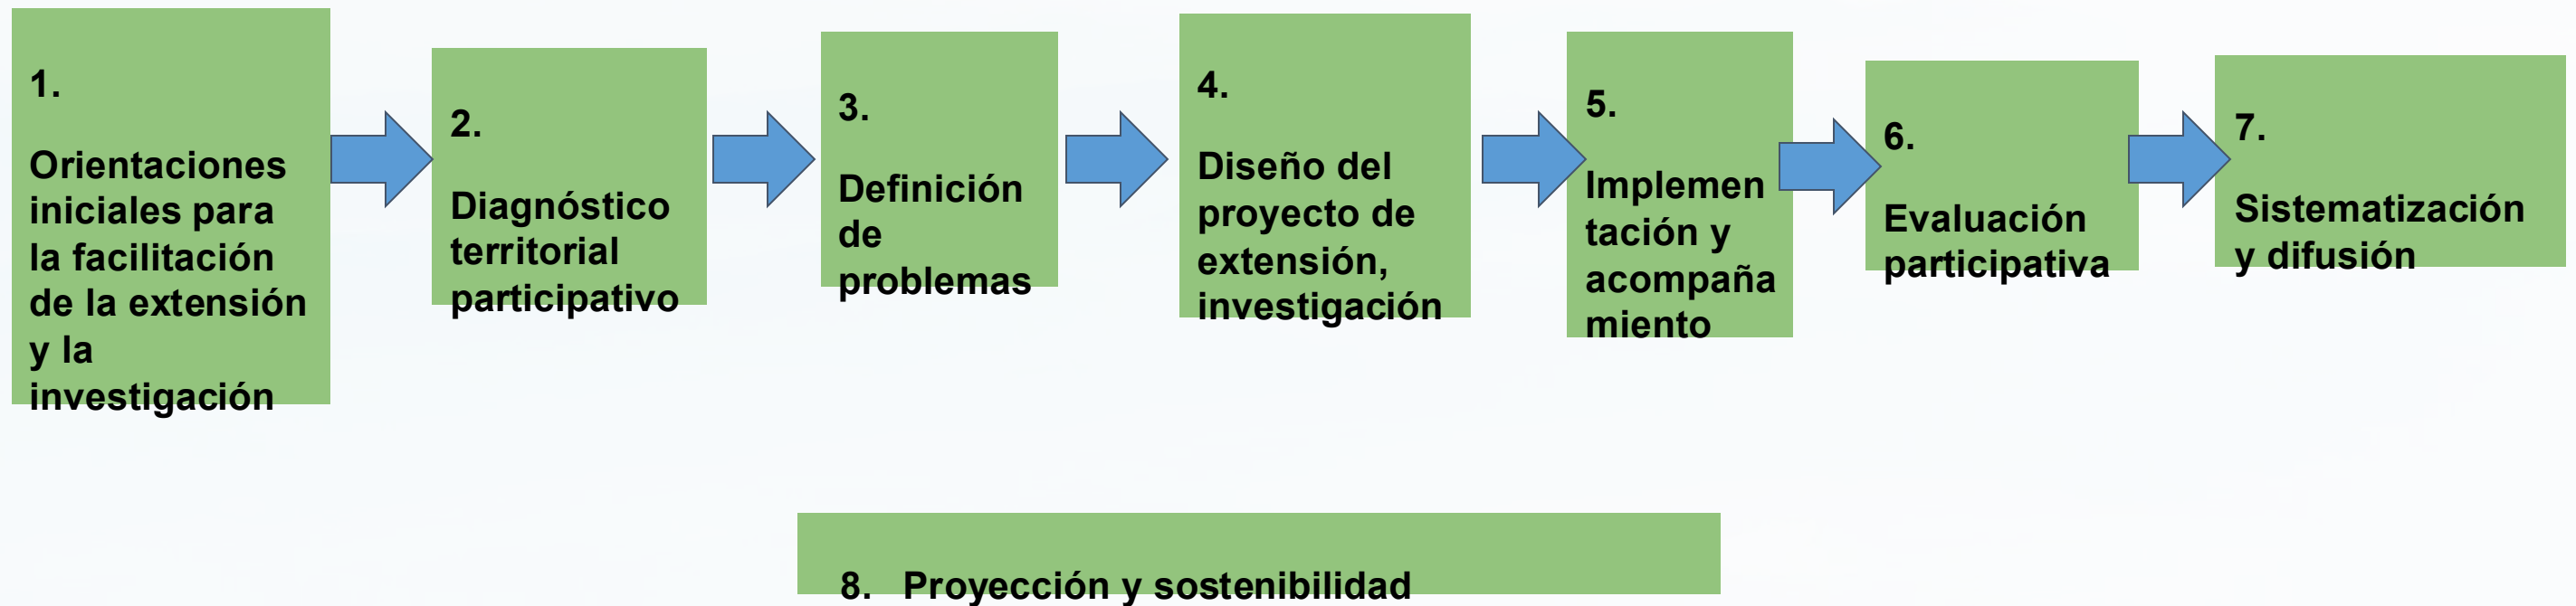 1.
Orientaciones
iniciales para
la facilitación
de la extensión
y la
investigación
2.
Diagnóstico
territorial
participativo
3.
Definición
de
problemas
4.
Diseño del
proyecto de
extensión,
investigación
5.
Implemen
tación y
acompaña
miento
6.
Evaluación
participativa
7.
Sistematización
y difusión
8. Proyección y sostenibilidad